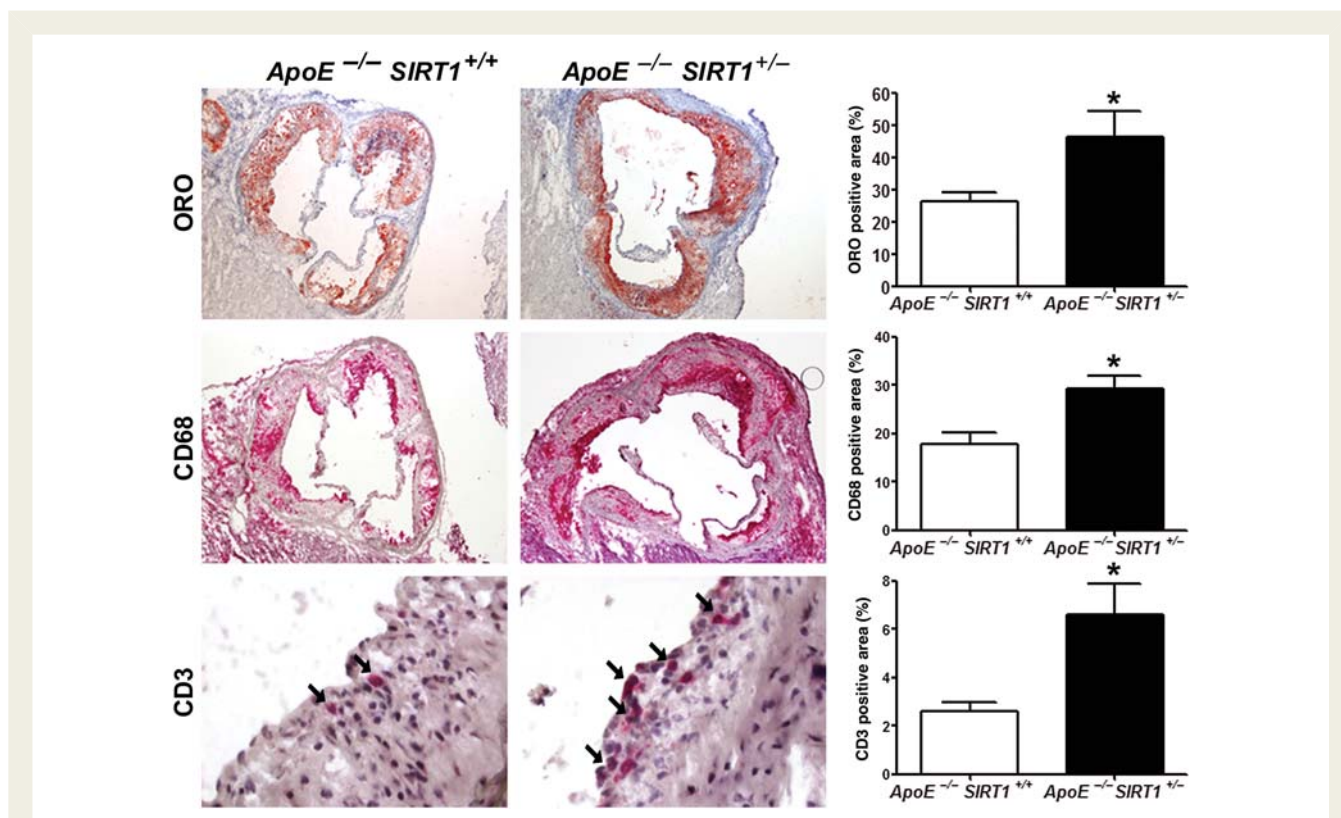 ApoE −/− SIRT1 +/+
ApoE −/− SIRT1 +/−
ORO
CD68
CD3
ORO positive area (%)
60
50
40
30
20
10
0
*
ApoE −/− SIRT1 +/+
ApoE −/− SIRT1 +/−
CD68 positive area (%)
40
30
20
10
0
*
ApoE −/− SIRT1 +/+
ApoE −/− SIRT1 +/−
CD3 positive area (%)
8
6
4
2
0
*
ApoE −/− SIRT1 +/+
ApoE −/− SIRT1 +/−